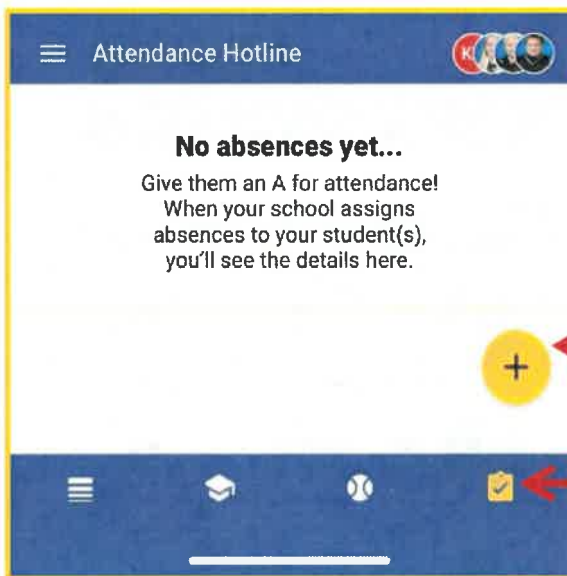 Attendance Hotline
K
No absences yet...
Give them an A for attendance!
When your school assigns
absences to your student(s),
you'll see the details here.
+